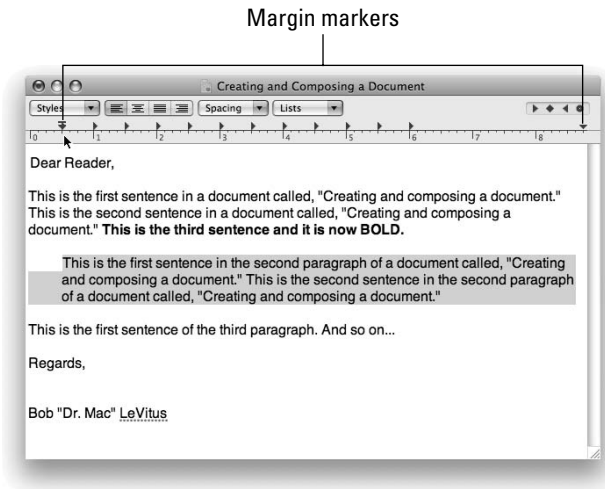 Margin markers
Creating and Composing a Document
Styles Spacing Lists
0 1 2 3 4 5 6 7 8
Dear Reader,
This is the first sentence in a document called, "Creating and composing a document."
This is the second sentence in a document called, "Creating and composing a
document." This is the third sentence and it is now BOLD.
This is the first sentence in the second paragraph of a document called, "Creating
and composing a document." This is the second sentence in the second paragraph
of a document called, "Creating and composing a document."
This is the first sentence of the third paragraph. And so on...
Regards,
Bob "Dr. Mac" LeVitus